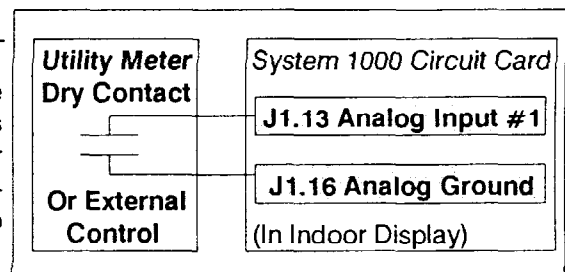 Utility Meter
Dry Contact
Or External
Control
System 1000 Circuit Card
J1.13 Analog Input #1
J1.16 Analog Ground
(In Indoor Display)